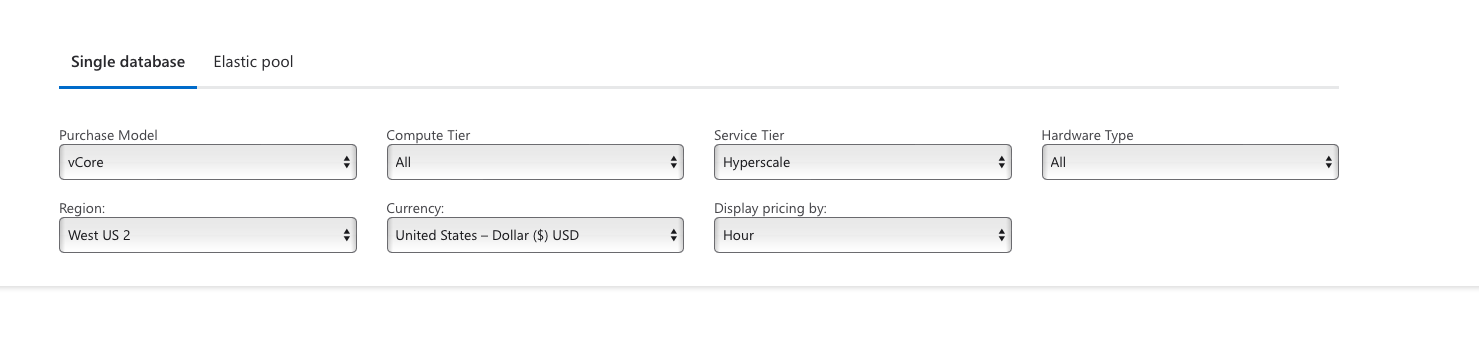 Single database Elastic pool
Purchase Model Compute Tier Service Tier Hardware Type
vCore All Hyperscale All
Region: Currency: Display pricing by:
West US 2 United States – Dollar ($) USD Hour